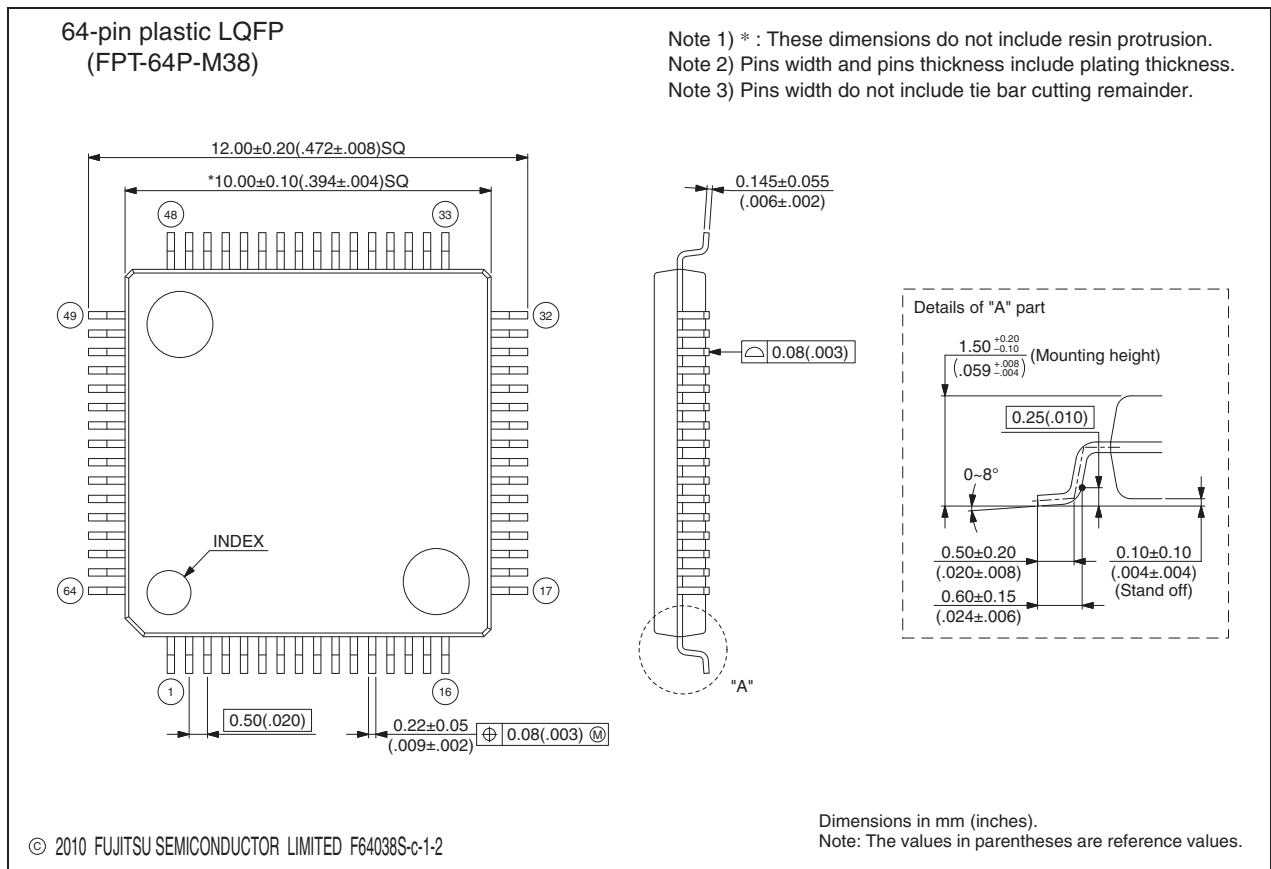 64-pin plastic LQFP
(FPT-64P-M38)
Note 1) * : These dimensions do not include resin protrusion.
Note 2) Pins width and pins thickness include plating thickness.
Note 3) Pins width do not include tie bar cutting remainder.
12.00±0.20(.472±.008)SQ
*10.00±0.10(.394±.004)SQ
48
33
49
32
INDEX
64
17
1
16
0.50(.020)
0.22±0.05
(.009±.002)
⌖ 0.08(.003) Ⓜ
0.145±0.055
(.006±.002)
⌓ 0.08(.003)
"A"
Details of "A" part
1.50 +0.20 –0.10 (Mounting height)
(.059 +.008 –.004)
0.25(.010)
0~8°
0.50±0.20
(.020±.008)
0.60±0.15
(.024±.006)
0.10±0.10
(.004±.004)
(Stand off)
© 2010 FUJITSU SEMICONDUCTOR LIMITED F64038S-c-1-2
Dimensions in mm (inches).
Note: The values in parentheses are reference values.